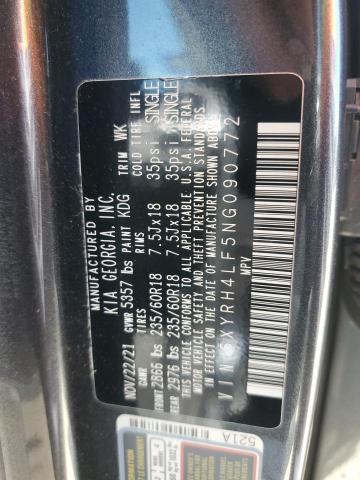 MANUFACTURED BY
KIA GEORGIA, INC.
NOV/22/21 GVWR 5357 lbs PAINT KDG TRIM WK
GAWR TIRES RIMS COLD TIRE INFL
FRONT 2866 lbs 235/60R18 7.5Jx18 35psi SINGLE
REAR 2976 lbs 235/60R18 7.5Jx18 35psi SINGLE
THIS VEHICLE CONFORMS TO ALL APPLICABLE U.S.A. FEDERAL
MOTOR VEHICLE SAFETY AND THEFT PREVENTION STANDARDS
IN EFFECT ON THE DATE OF MANUFACTURE SHOWN ABOVE.
VIN: 5XYRH4LF5NG090772
MPV
521A